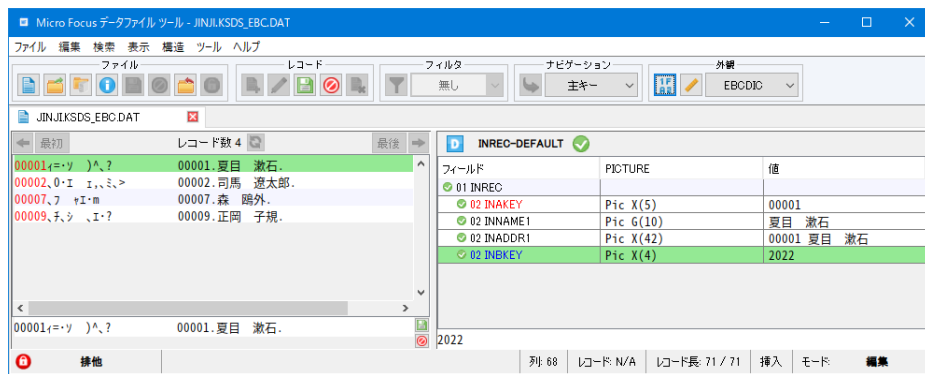 Micro Focus データファイル ツール - JINJI.KSDS_EBC.DAT
ファイル 編集 検索 表示 構造 ツール ヘルプ
ファイル レコード フィルタ ナビゲーション 外観
無し 主キー EBCDIC
JINJI.KSDS_EBC.DAT
最初 レコード数 4 最後
INREC-DEFAULT
フィールド PICTURE 値
01 INREC
02 INAKEY Pic X(5) 00001
02 INNAME1 Pic G(10) 夏目 漱石
02 INADDR1 Pic X(42) 00001 夏目 漱石
02 INBKEY Pic X(4) 2022
00001.夏目 漱石.
00002.司馬 遼太郎.
00007.森 鴎外.
00009.正岡 子規.
00001.夏目 漱石.
2022
排他 列: 68 レコード: N/A レコード長: 71 / 71 挿入 モード: 編集